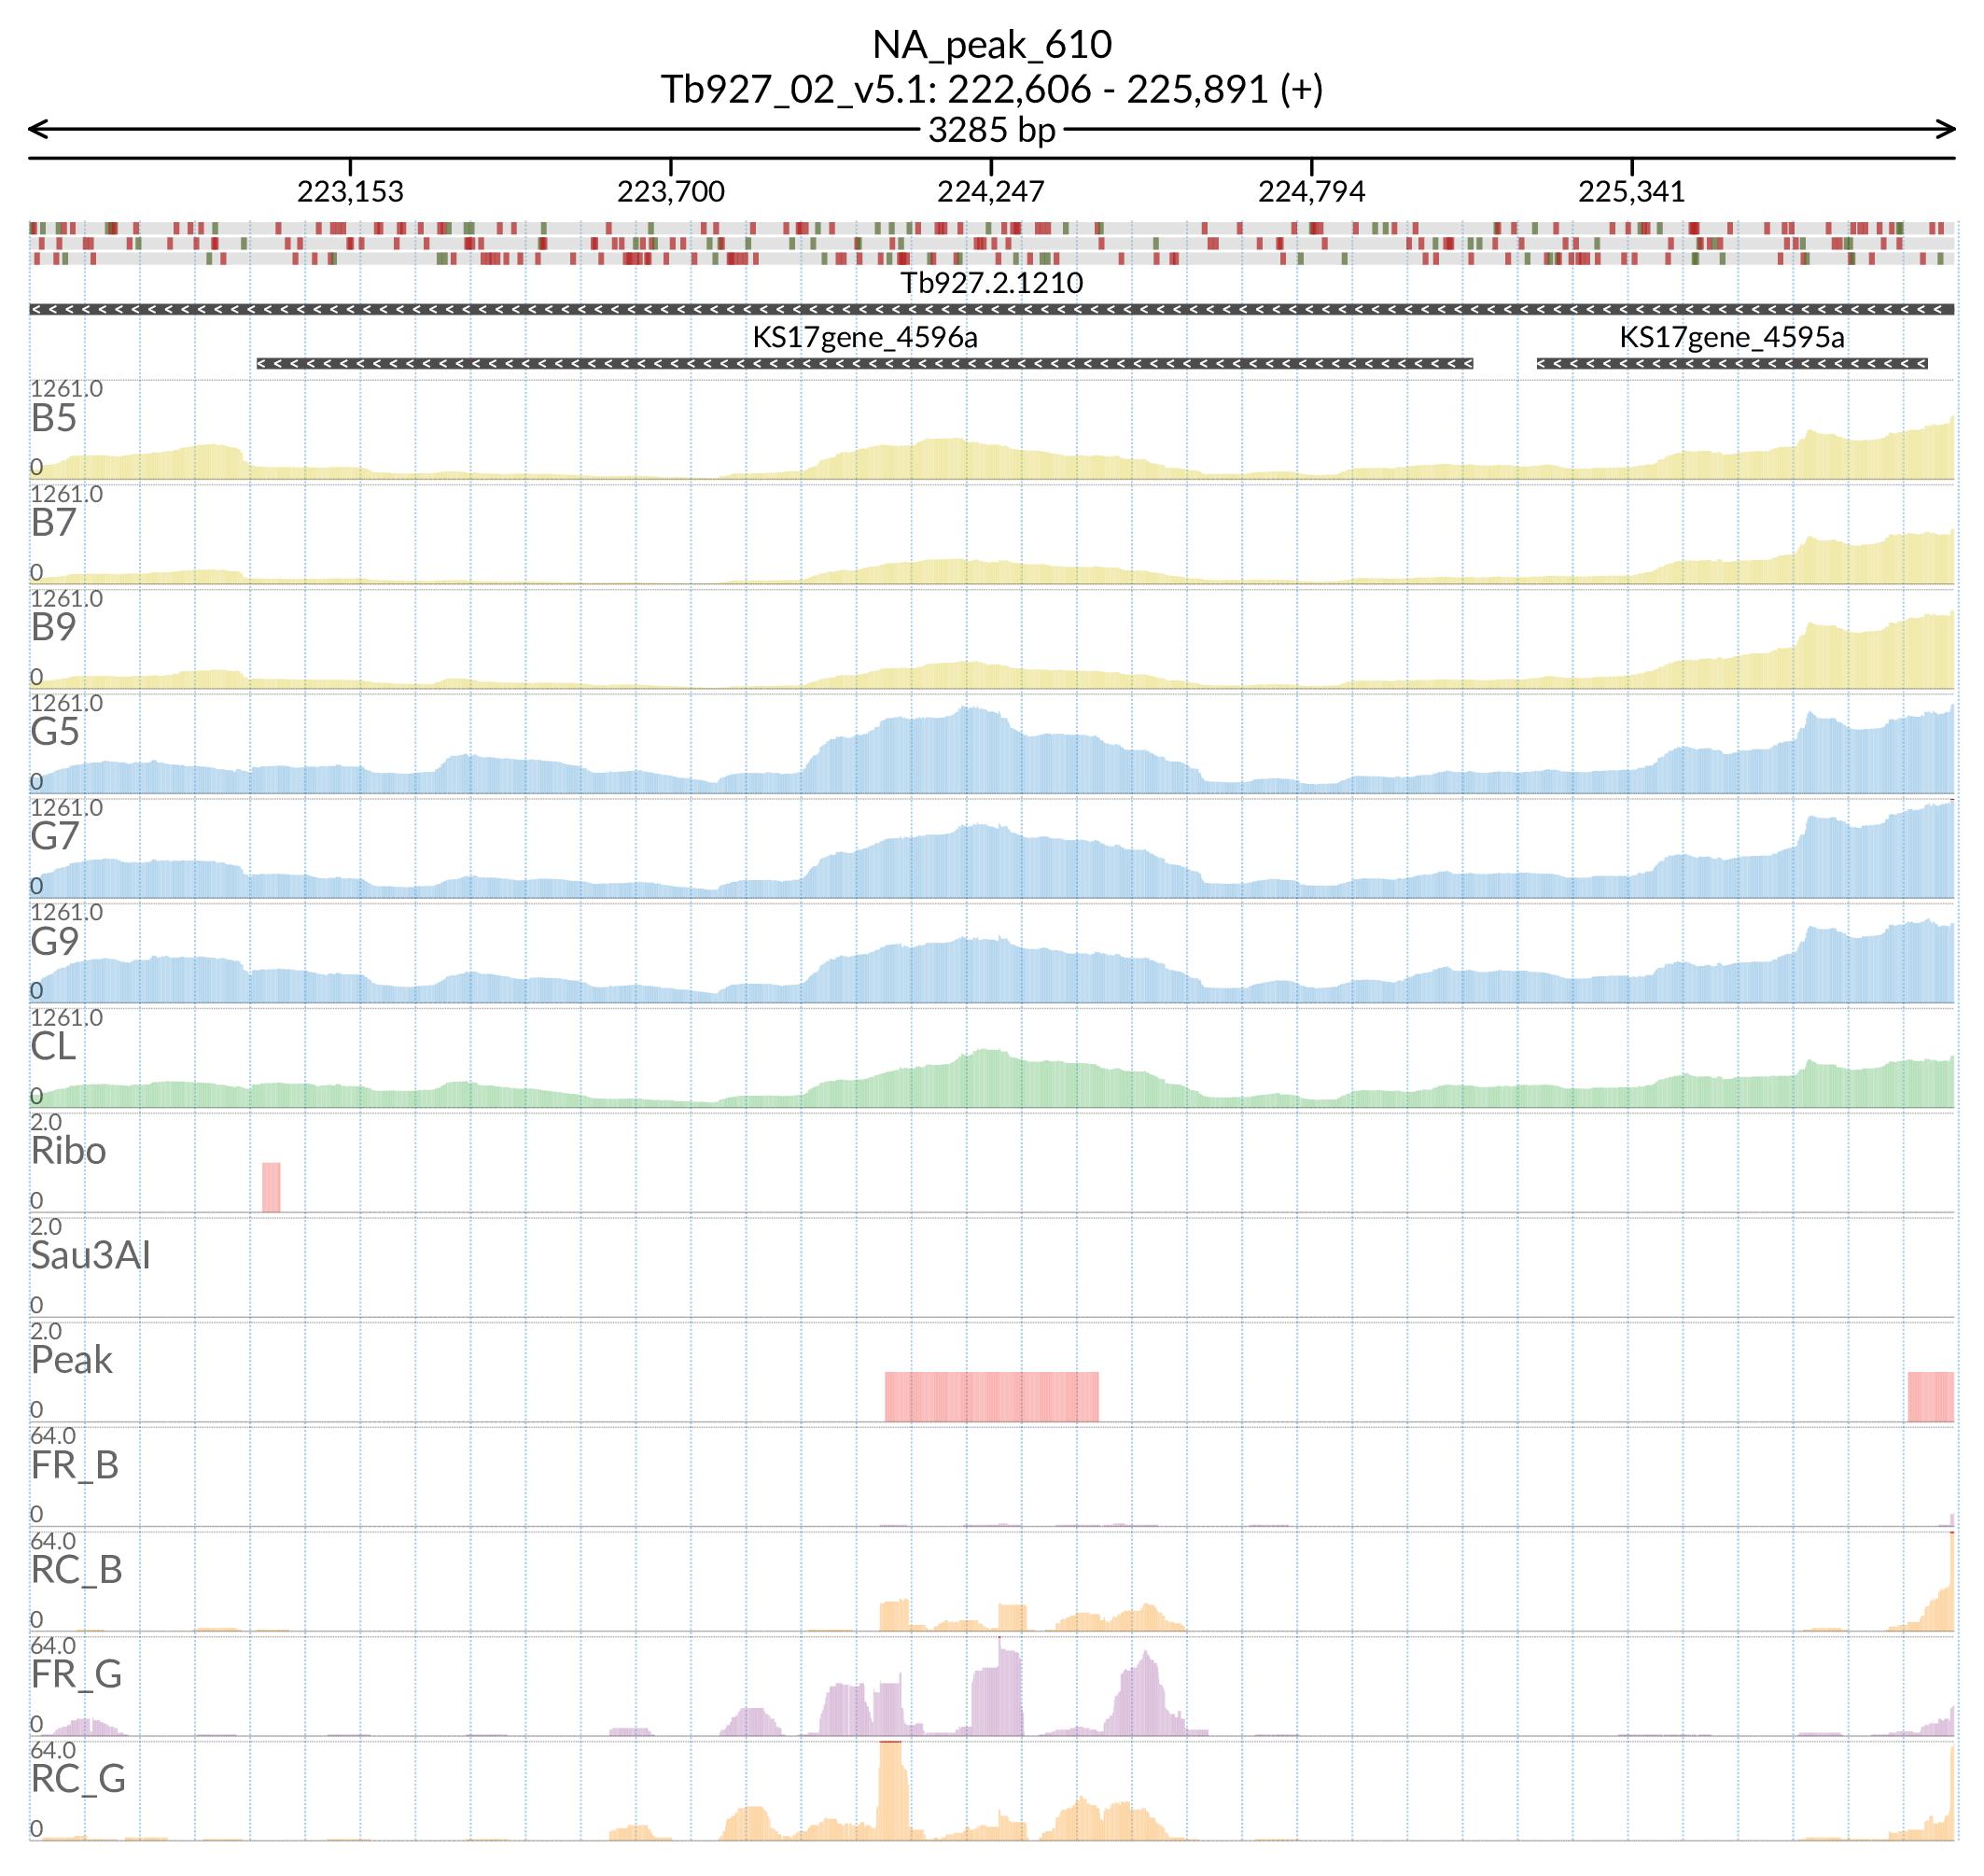 NA_peak_610
Tb927_02_v5.1: 222,606 - 225,891 (+)
3285 bp
223,153 223,700 224,247 224,794 225,341
Tb927.2.1210
KS17gene_4596a KS17gene_4595a
1261.0
B5
0
1261.0
B7
0
1261.0
B9
0
1261.0
G5
0
1261.0
G7
0
1261.0
G9
0
1261.0
CL
0
2.0
Ribo
0
2.0
Sau3AI
0
2.0
Peak
0
64.0
FR_B
0
64.0
RC_B
0
64.0
FR_G
0
64.0
RC_G
0